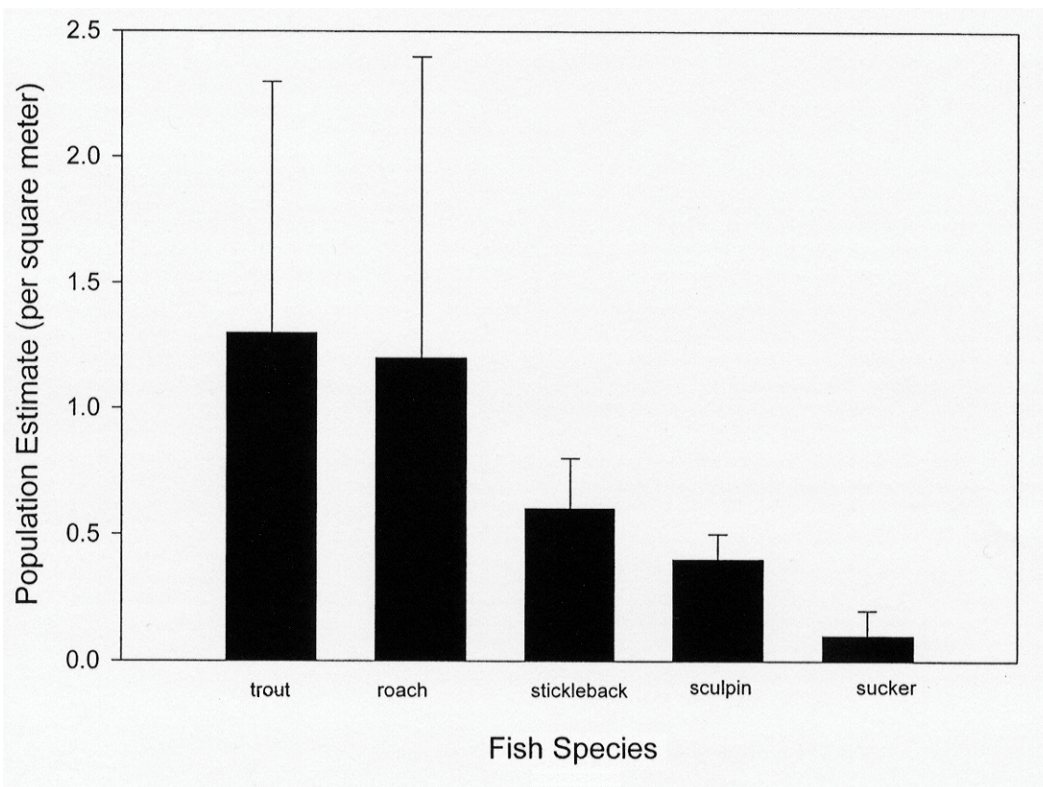 Population Estimate (per square meter)
2.5
2.0
1.5
1.0
0.5
0.0
trout
roach
stickleback
sculpin
sucker
Fish Species